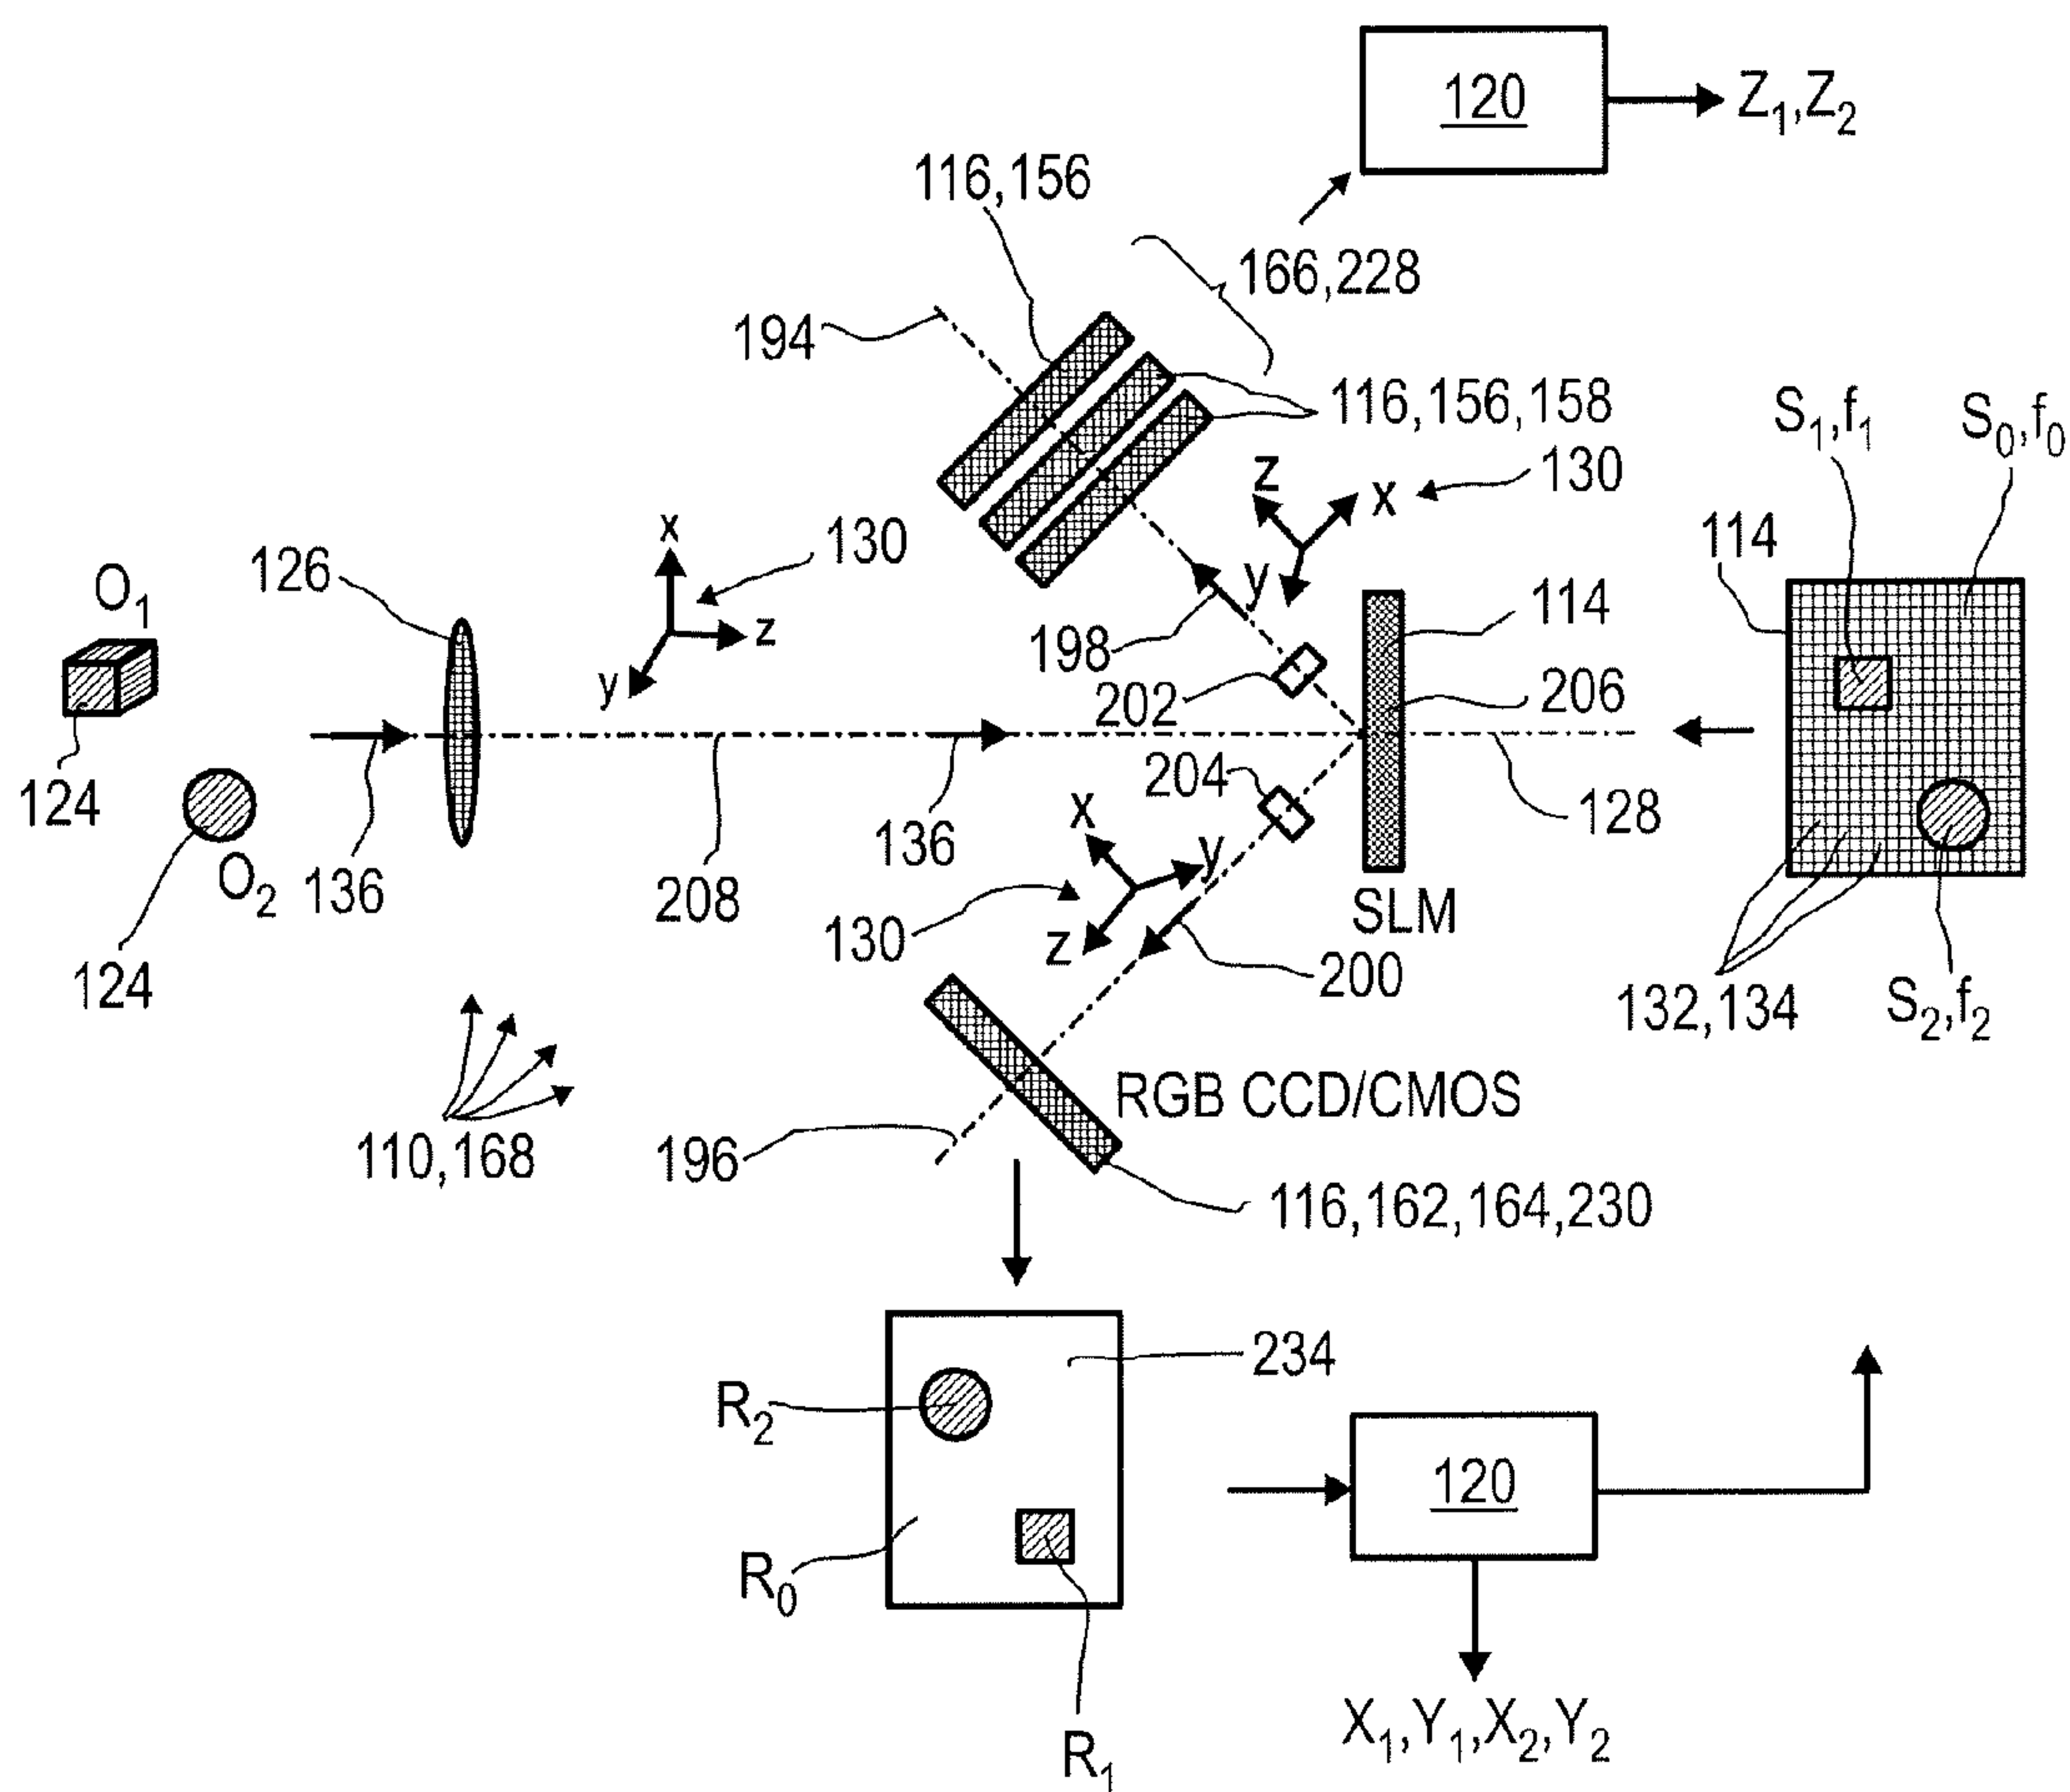 120
Z1,Z2
116,156
166,228
194
116,156,158
S1,f1
S0,f0
z
x
130
x
130
114
126
O1
z
y
114
y
198
202
206
204
124
136
128
x
O2
136
208
y
130
z
SLM
200
124
132,134
S2,f2
RGB CCD/CMOS
110,168
196
116,162,164,230
234
R2
120
R0
R1
X1,Y1,X2,Y2